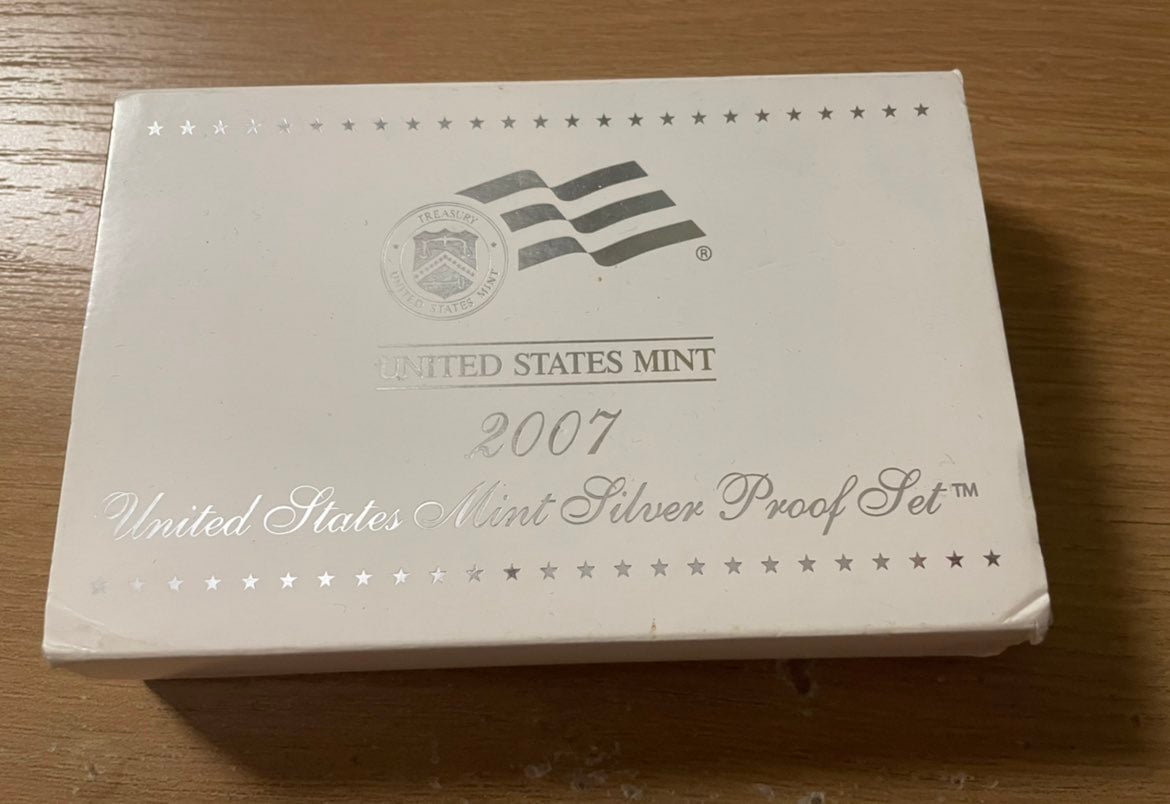 TREASURY
UNITED STATES MINT
®
UNITED STATES MINT
2007
United States Mint Silver Proof Set™